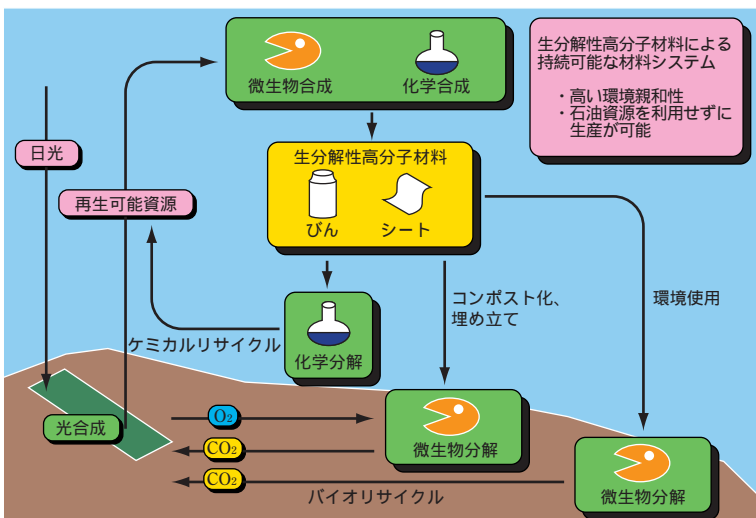 微生物合成
化学合成
生分解性高分子材料による
持続可能な材料システム
・高い環境親和性
・石油資源を利用せずに
生産が可能
日光
再生可能資源
生分解性高分子材料
びん
シート
コンポスト化、
埋め立て
環境使用
ケミカルリサイクル
化学分解
光合成
O₂
CO₂
CO₂
微生物分解
バイオリサイクル
微生物分解